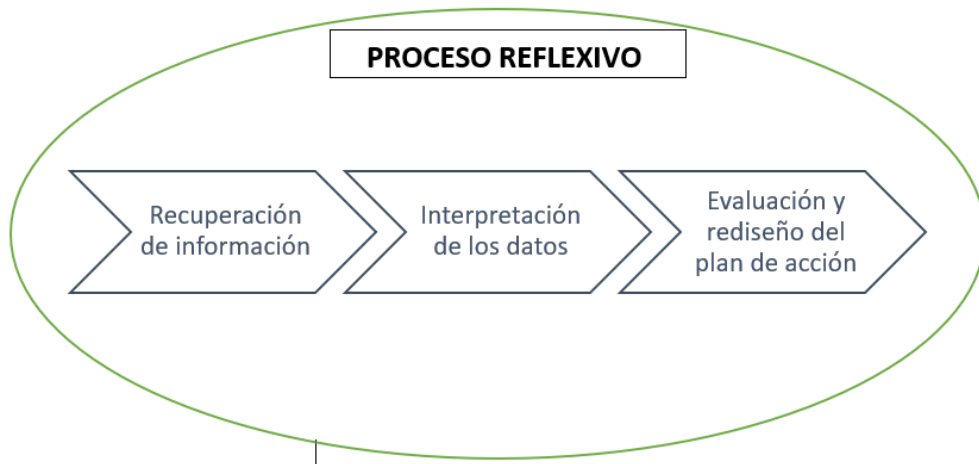 PROCESO REFLEXIVO
Recuperación
de información
Interpretación
de los datos
Evaluación y
rediseño del
plan de acción